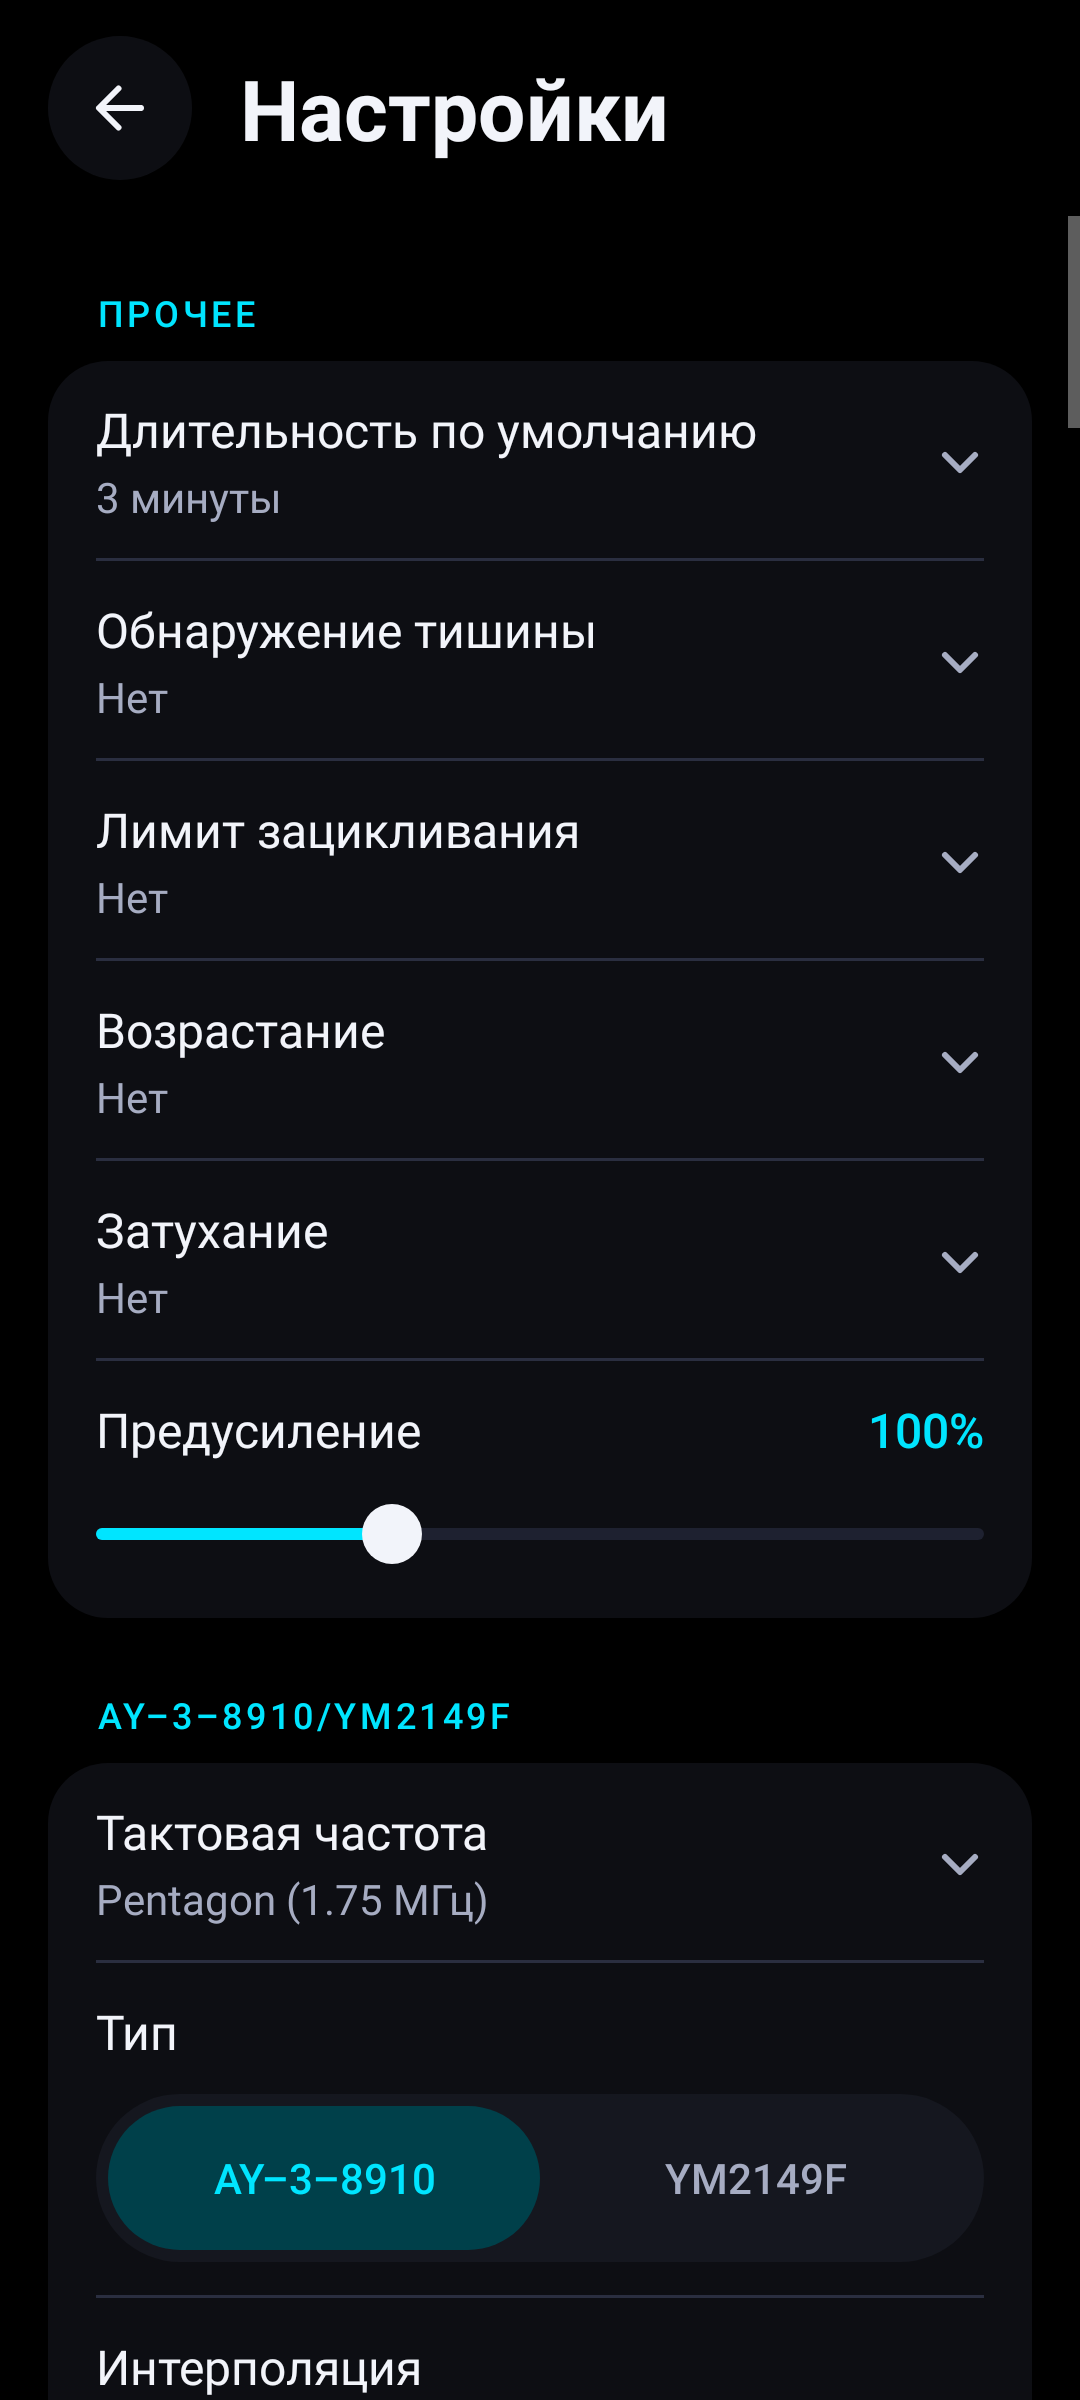 Настройки
ПРОЧЕЕ
Длительность по умолчанию
3 минуты
Обнаружение тишины
Нет
Лимит зацикливания
Нет
Возрастание
Нет
Затухание
Нет
Предусиление
100%
AY–3–8910/YM2149F
Тактовая частота
Pentagon (1.75 МГц)
Тип
AY–3–8910
YM2149F
Интерполяция